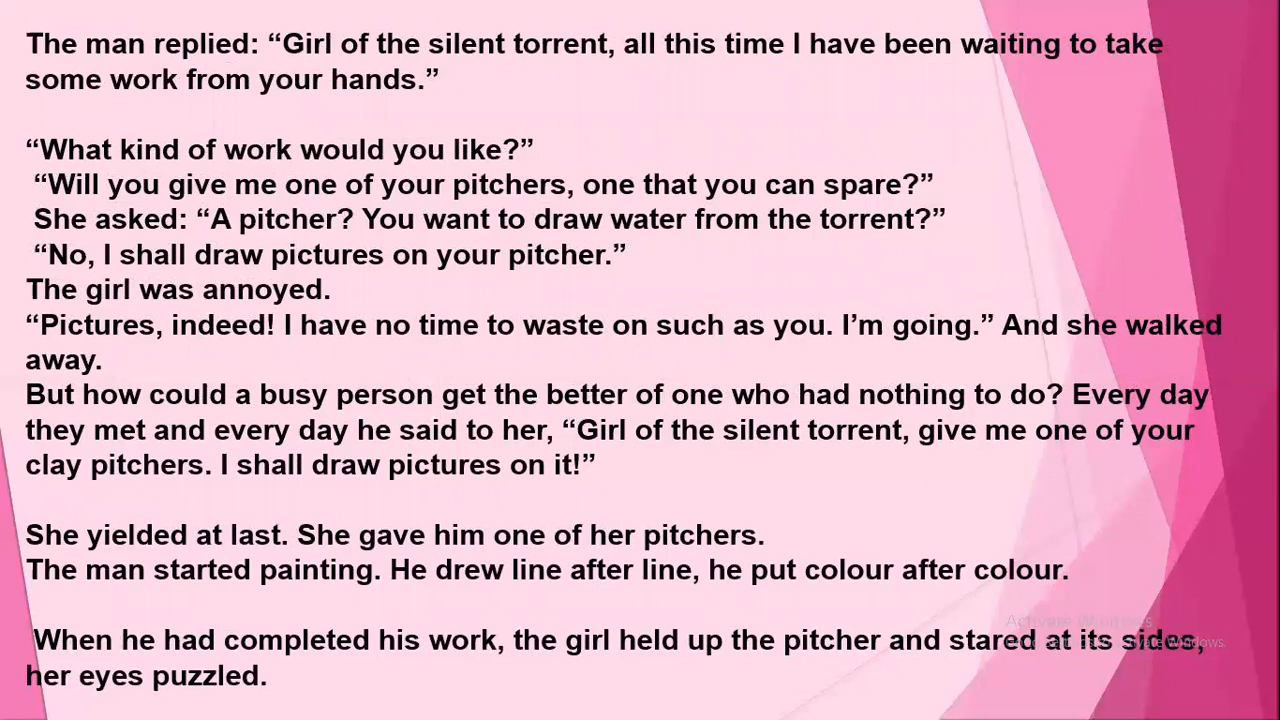 The man replied: “Girl of the silent torrent, all this time I have been waiting to take
some work from your hands.”
“What kind of work would you like?”
“Will you give me one of your pitchers, one that you can spare?”
She asked: “A pitcher? You want to draw water from the torrent?”
“No, I shall draw pictures on your pitcher.”
The girl was annoyed.
“Pictures, indeed! I have no time to waste on such as you. I’m going.” And she walked
away.
But how could a busy person get the better of one who had nothing to do? Every day
they met and every day he said to her, “Girl of the silent torrent, give me one of your
clay pitchers. I shall draw pictures on it!”
She yielded at last. She gave him one of her pitchers.
The man started painting. He drew line after line, he put colour after colour.
Activate Windows
When he had completed his work, the girl held up the pitcher and stared at its sides,
Windows.
her eyes puzzled.